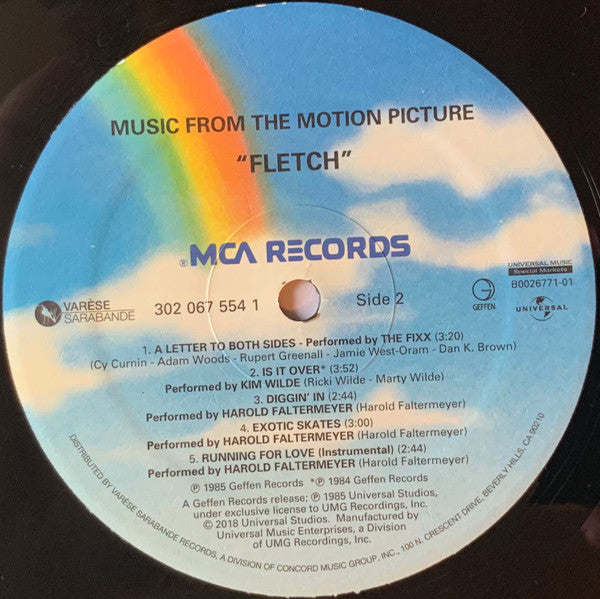 MUSIC FROM THE MOTION PICTURE
“FLETCH”
®MCA RECORDS
VARÈSE
SARABANDE
302 067 554 1
Side 2
GEFFEN
UNIVERSAL MUSIC
Special Markets
B0026771-01
UNIVERSAL
1. A LETTER TO BOTH SIDES - Performed by THE FIXX (3:20)
(Cy Curnin - Adam Woods - Rupert Greenall - Jamie West-Oram - Dan K. Brown)
2. IS IT OVER* (3:52)
Performed by KIM WILDE (Ricki Wilde - Marty Wilde)
3. DIGGIN’ IN (2:44)
Performed by HAROLD FALTERMEYER (Harold Faltermeyer)
4. EXOTIC SKATES (3:00)
Performed by HAROLD FALTERMEYER (Harold Faltermeyer)
5. RUNNING FOR LOVE (Instrumental) (2:44)
Performed by HAROLD FALTERMEYER (Harold Faltermeyer)
℗ 1985 Geffen Records *℗ 1984 Geffen Records
A Geffen Records release; ℗ 1985 Universal Studios,
under exclusive license to UMG Recordings, Inc.
© 2018 Universal Studios. Manufactured by
Universal Music Enterprises, a Division
of UMG Recordings, Inc.
DISTRIBUTED BY VARÈSE SARABANDE RECORDS, A DIVISION OF CONCORD MUSIC GROUP, INC., 100 N. CRESCENT DRIVE, BEVERLY HILLS, CA 90210